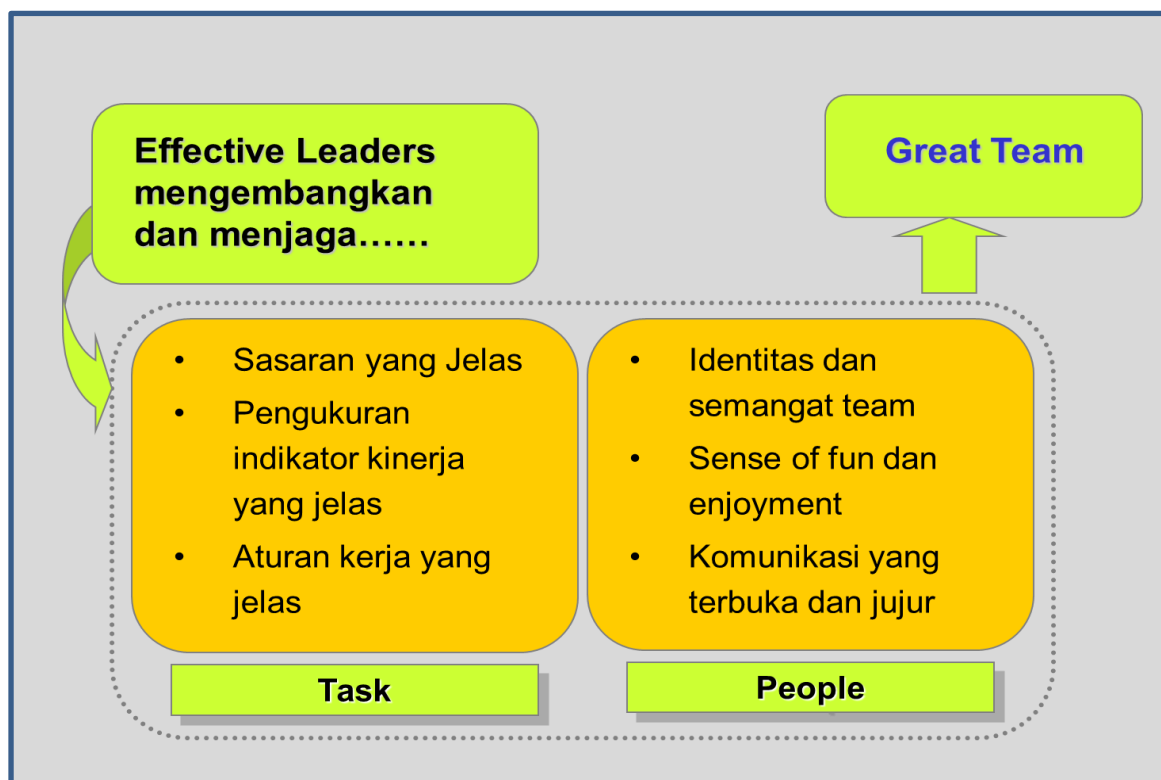 Effective Leaders
mengembangkan
dan menjaga……
Great Team
• Sasaran yang Jelas
• Pengukuran
indikator kinerja
yang jelas
• Aturan kerja yang
jelas
• Identitas dan
semangat team
• Sense of fun dan
enjoyment
• Komunikasi yang
terbuka dan jujur
Task
People